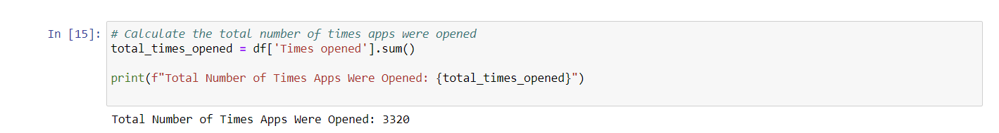 In [15]: # Calculate the total number of times apps were opened
total_times_opened = df['Times opened'].sum()
print(f"Total Number of Times Apps Were Opened: {total_times_opened}")
Total Number of Times Apps Were Opened: 3320